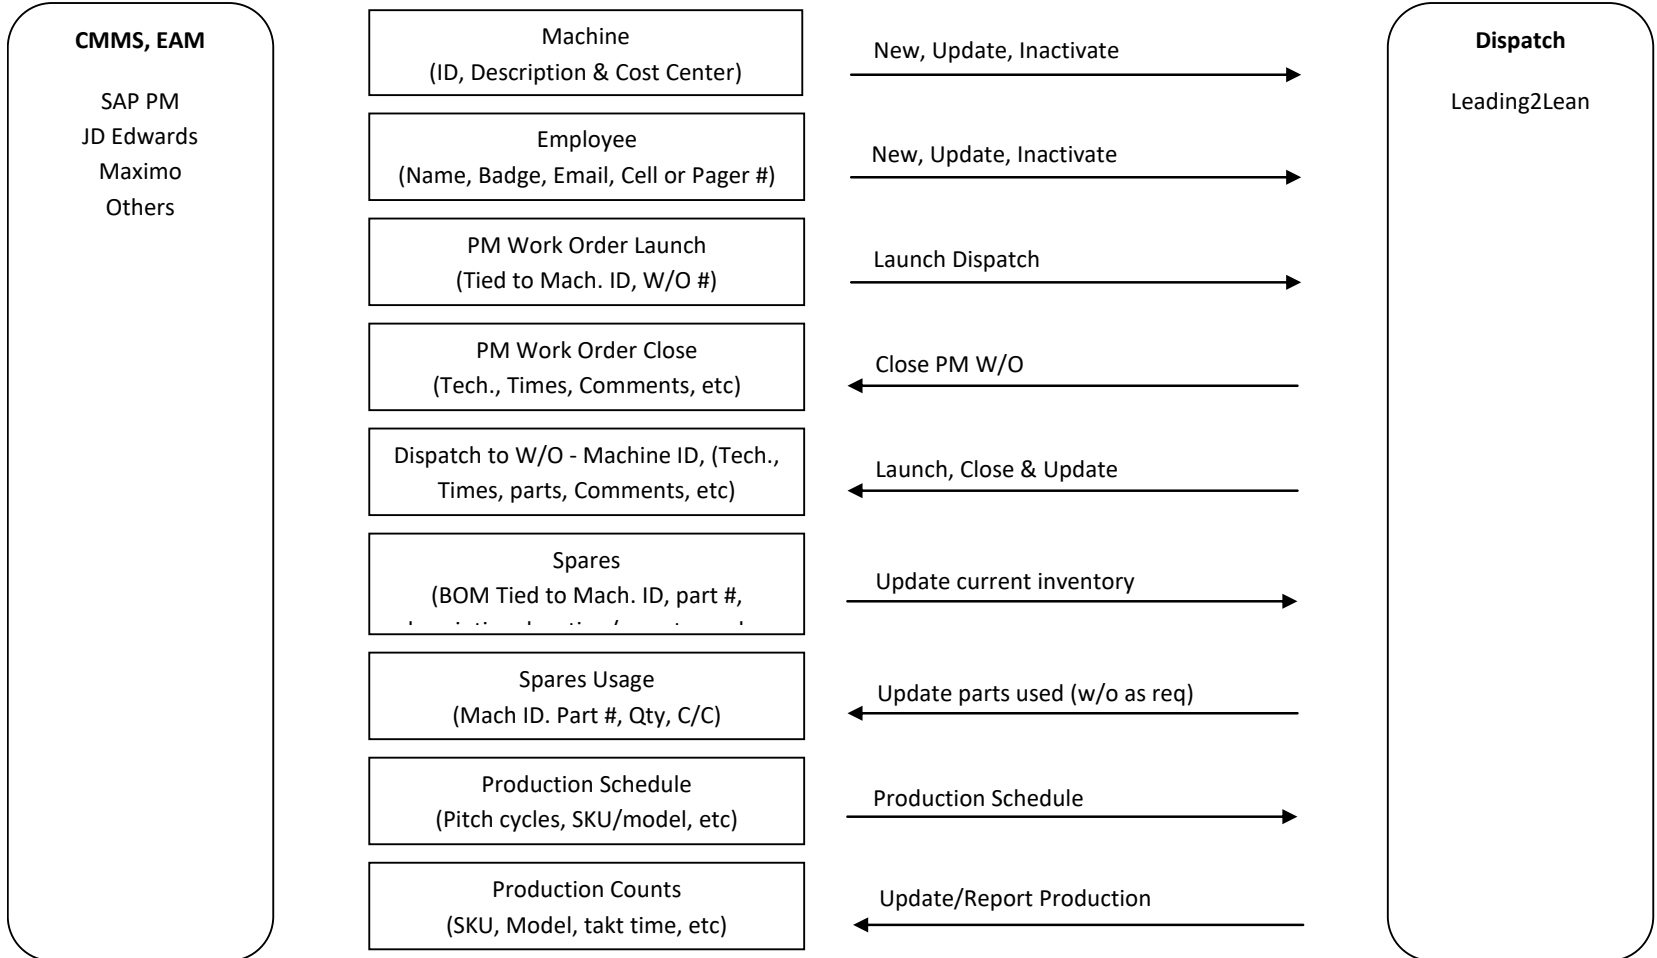 CMMS, EAM
SAP PM
JD Edwards
Maximo
Others
Machine
(ID, Description & Cost Center)
New, Update, Inactivate
Employee
(Name, Badge, Email, Cell or Pager #)
New, Update, Inactivate
PM Work Order Launch
(Tied to Mach. ID, W/O #)
Launch Dispatch
PM Work Order Close
(Tech., Times, Comments, etc)
Close PM W/O
Dispatch to W/O - Machine ID, (Tech.,
Times, parts, Comments, etc)
Launch, Close & Update
Spares
(BOM Tied to Mach. ID, part #,
Update current inventory
Spares Usage
(Mach ID. Part #, Qty, C/C)
Update parts used (w/o as req)
Production Schedule
(Pitch cycles, SKU/model, etc)
Production Schedule
Production Counts
(SKU, Model, takt time, etc)
Update/Report Production
Dispatch
Leading2Lean